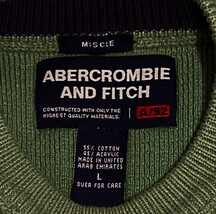 MUSCLE
ABERCROMBIE
AND FITCH
CONSTRUCTED WITH ONLY THE
HIGHEST QUALITY MATERIALS.
A/92
55% COTTON
45% ACRYLIC
MADE IN UNITED
ARAB EMIRATES
L
OVER FOR CARE